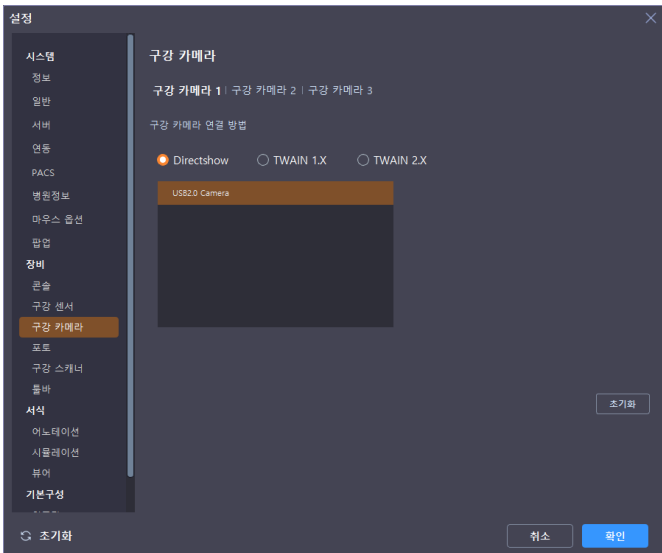 설정
시스템
정보
일반
서버
연동
PACS
병원정보
마우스 옵션
팝업
장비
콘솔
구강 센서
구강 카메라
포토
구강 스캐너
툴바
서식
어노테이션
시뮬레이션
뷰어
기본구성
구강 카메라
구강 카메라 1 | 구강 카메라 2 | 구강 카메라 3
구강 카메라 연결 방법
Directshow TWAIN 1.X TWAIN 2.X
USB2.0 Camera
초기화
초기화
취소 확인